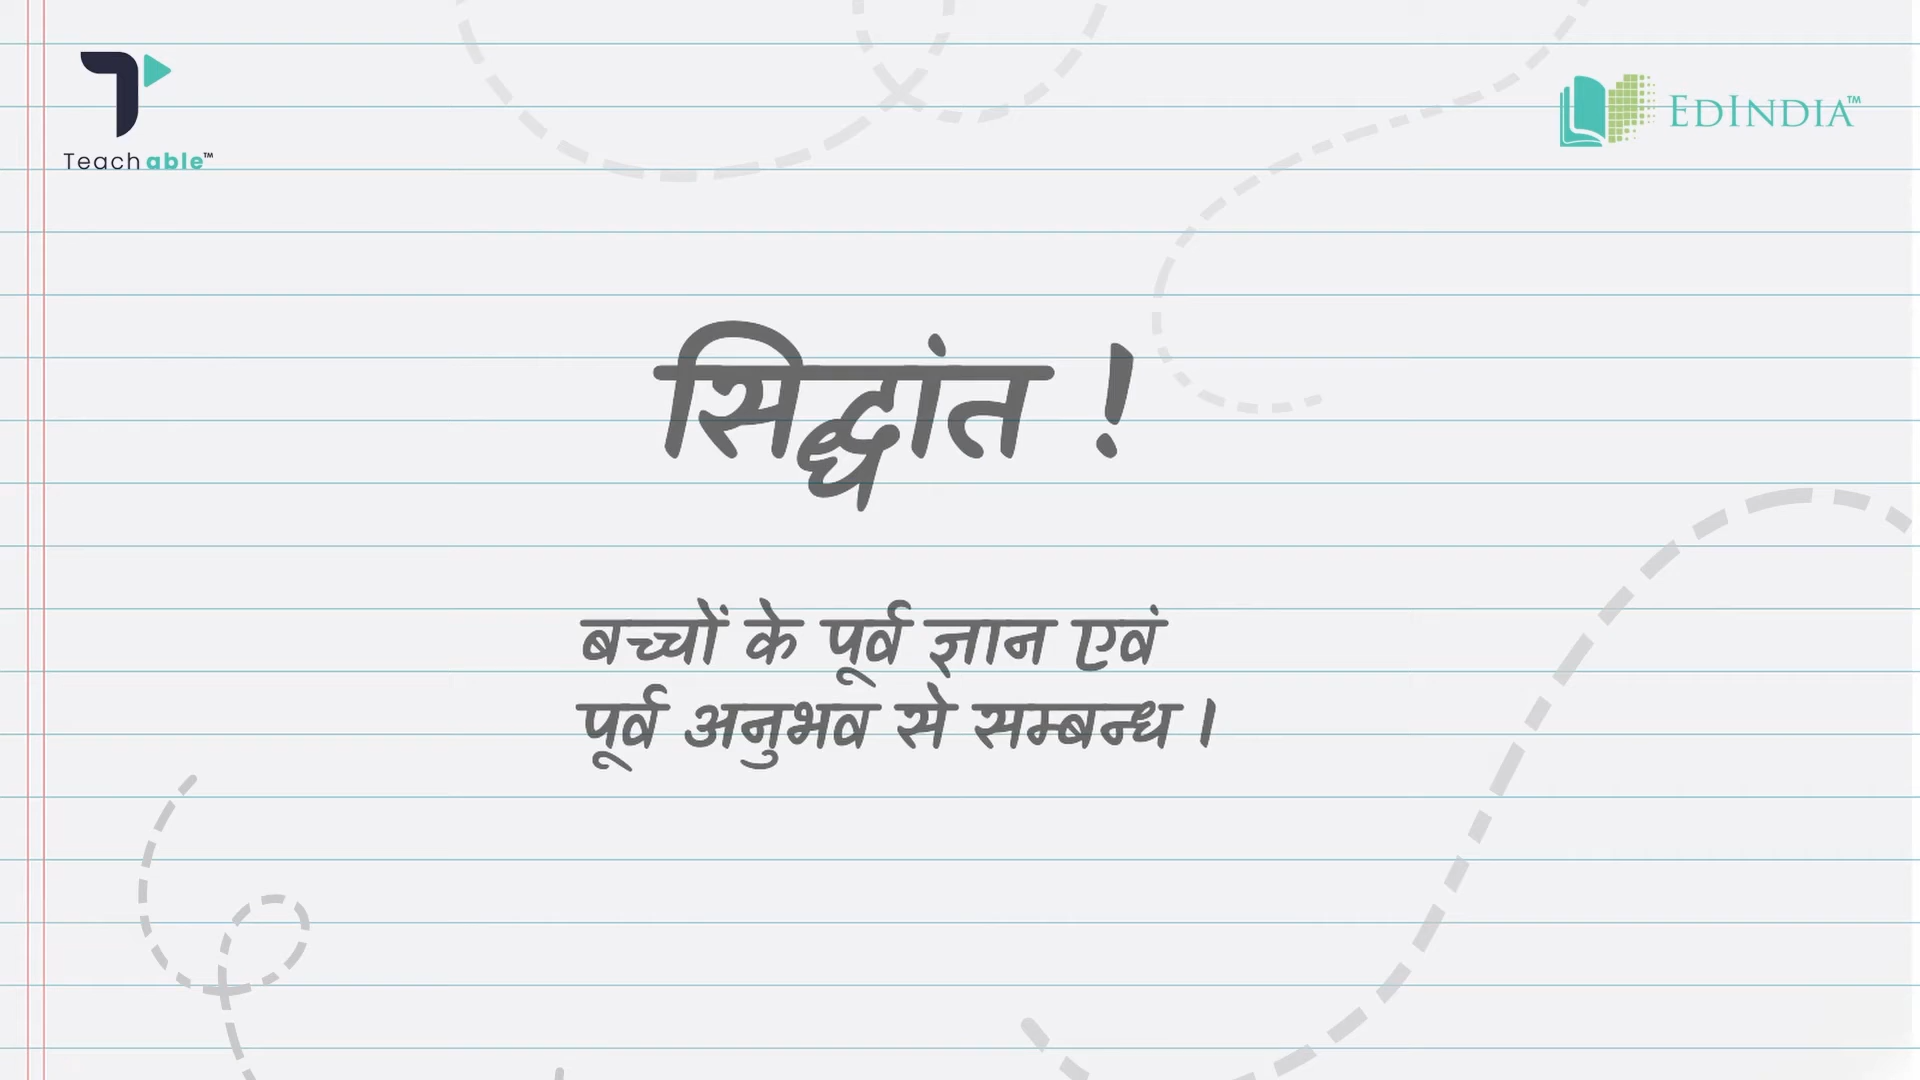 Teachable™
EDINDIA™
सिद्धांत !
बच्चों के पूर्व ज्ञान एवं
पूर्व अनुभव से सम्बन्ध ।